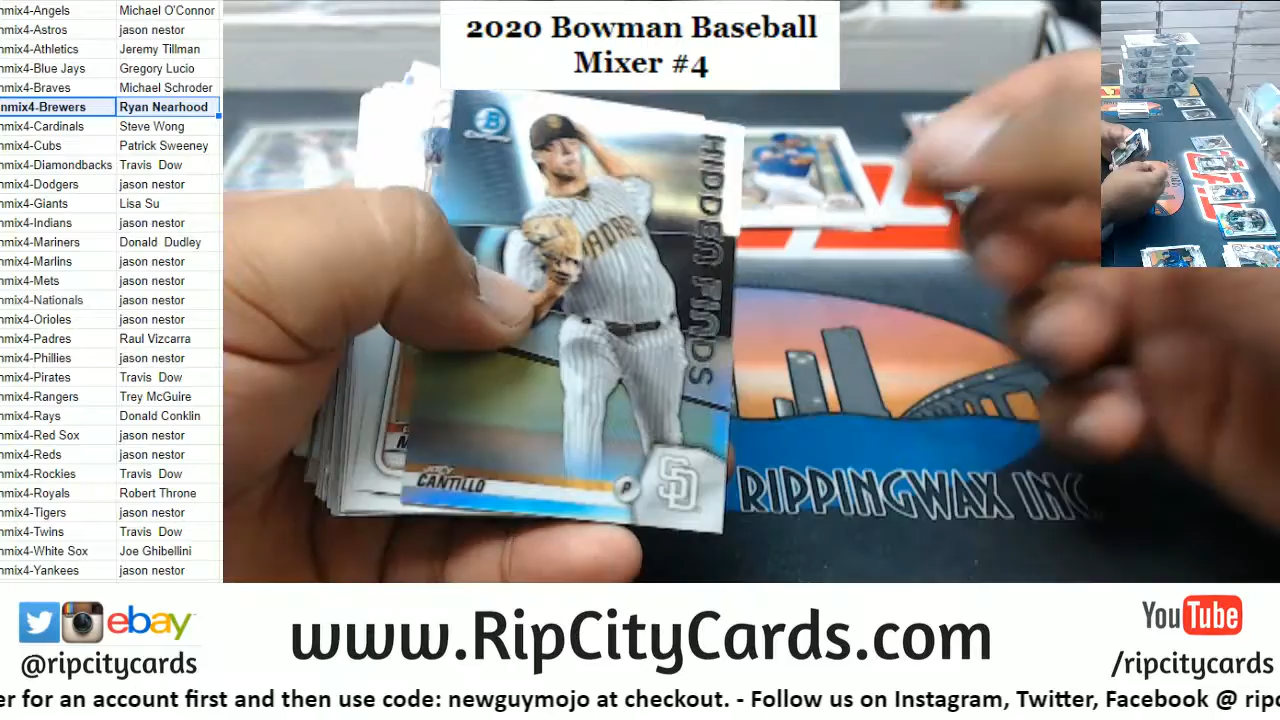 nmix4-Angels Michael O'Connor
nmix4-Astros jason nestor
nmix4-Athletics Jeremy Tillman
nmix4-Blue Jays Gregory Lucio
nmix4-Braves Michael Schroder
nmix4-Brewers Ryan Nearhood
nmix4-Cardinals Steve Wong
nmix4-Cubs Patrick Sweeney
nmix4-Diamondbacks Travis Dow
nmix4-Dodgers jason nestor
nmix4-Giants Lisa Su
nmix4-Indians jason nestor
nmix4-Mariners Donald Dudley
nmix4-Marlins jason nestor
nmix4-Mets jason nestor
nmix4-Nationals jason nestor
nmix4-Orioles jason nestor
nmix4-Padres Raul Vizcarra
nmix4-Phillies jason nestor
nmix4-Pirates Travis Dow
nmix4-Rangers Trey McGuire
nmix4-Rays Donald Conklin
nmix4-Red Sox jason nestor
nmix4-Reds jason nestor
nmix4-Rockies Travis Dow
nmix4-Royals Robert Throne
nmix4-Tigers jason nestor
nmix4-Twins Travis Dow
nmix4-White Sox Joe Ghibellini
nmix4-Yankees jason nestor
2020 Bowman Baseball
Mixer #4
B
HIDDEN FINDS
PADRES
JOEY
CANTILLO
P
SD
RIPPINGWAX INC.
ebay
@ripcitycards
www.RipCityCards.com
YouTube
/ripcitycards
er for an account first and then use code: newguymojo at checkout. - Follow us on Instagram, Twitter, Facebook @ ripc